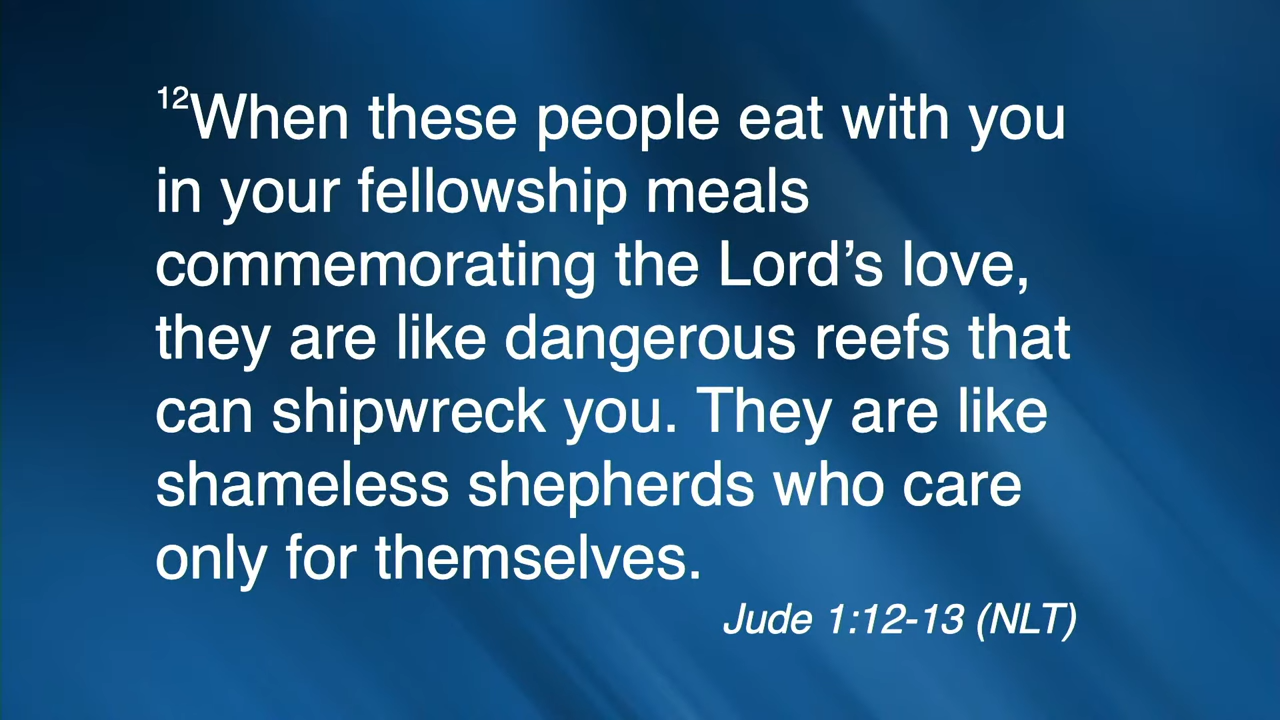 12When these people eat with you
in your fellowship meals
commemorating the Lord’s love,
they are like dangerous reefs that
can shipwreck you. They are like
shameless shepherds who care
only for themselves.
Jude 1:12-13 (NLT)